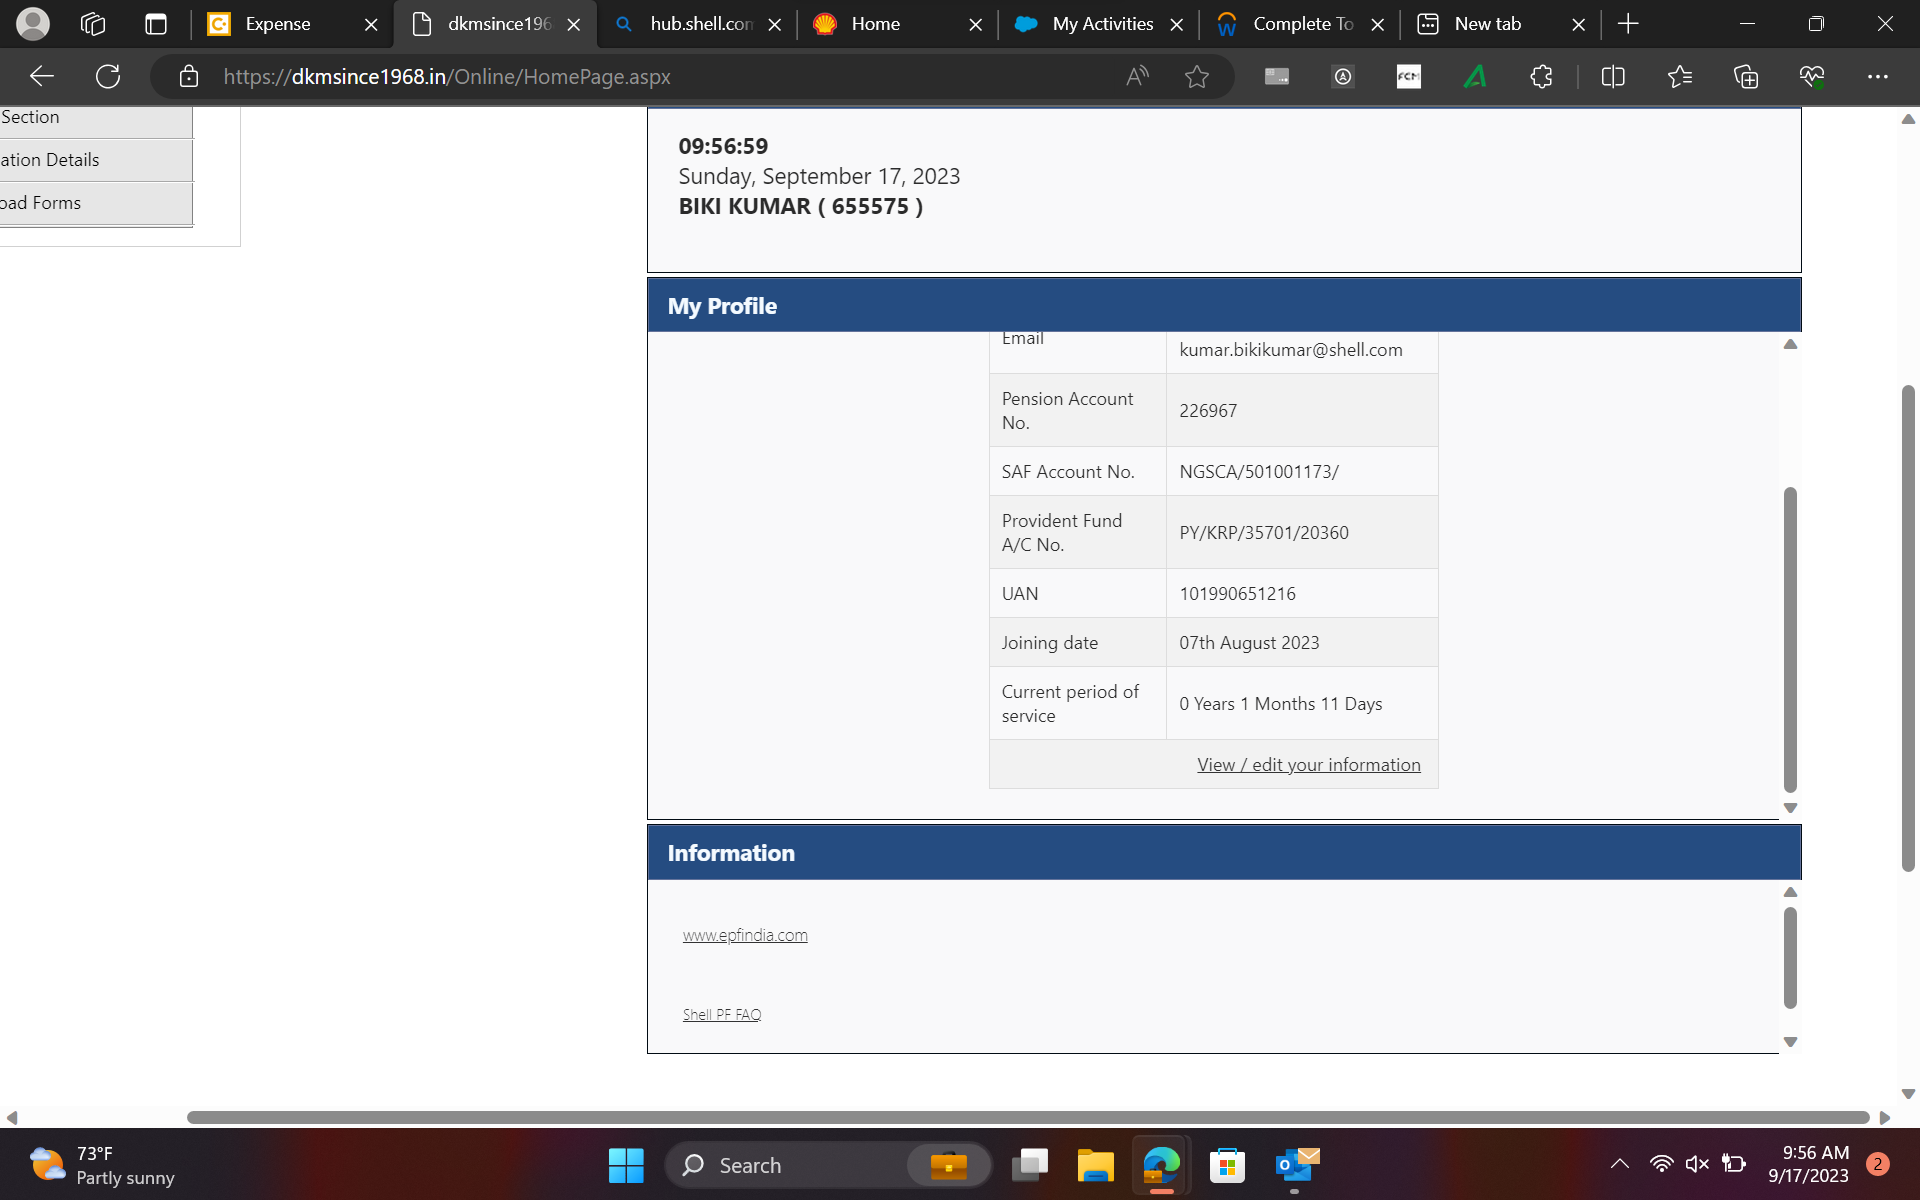 Expense
dkmsince196
hub.shell.com
Home
My Activities
Complete To
New tab
https://dkmsince1968.in/Online/HomePage.aspx
FCM
Section
ation Details
oad Forms
09:56:59
Sunday, September 17, 2023
BIKI KUMAR ( 655575 )
My Profile
Email
kumar.bikikumar@shell.com
Pension Account
No.
226967
SAF Account No.
NGSCA/501001173/
Provident Fund
A/C No.
PY/KRP/35701/20360
UAN
101990651216
Joining date
07th August 2023
Current period of
service
0 Years 1 Months 11 Days
View / edit your information
Information
www.epfindia.com
Shell PF FAQ
73°F
Partly sunny
Search
9:56 AM
9/17/2023
2